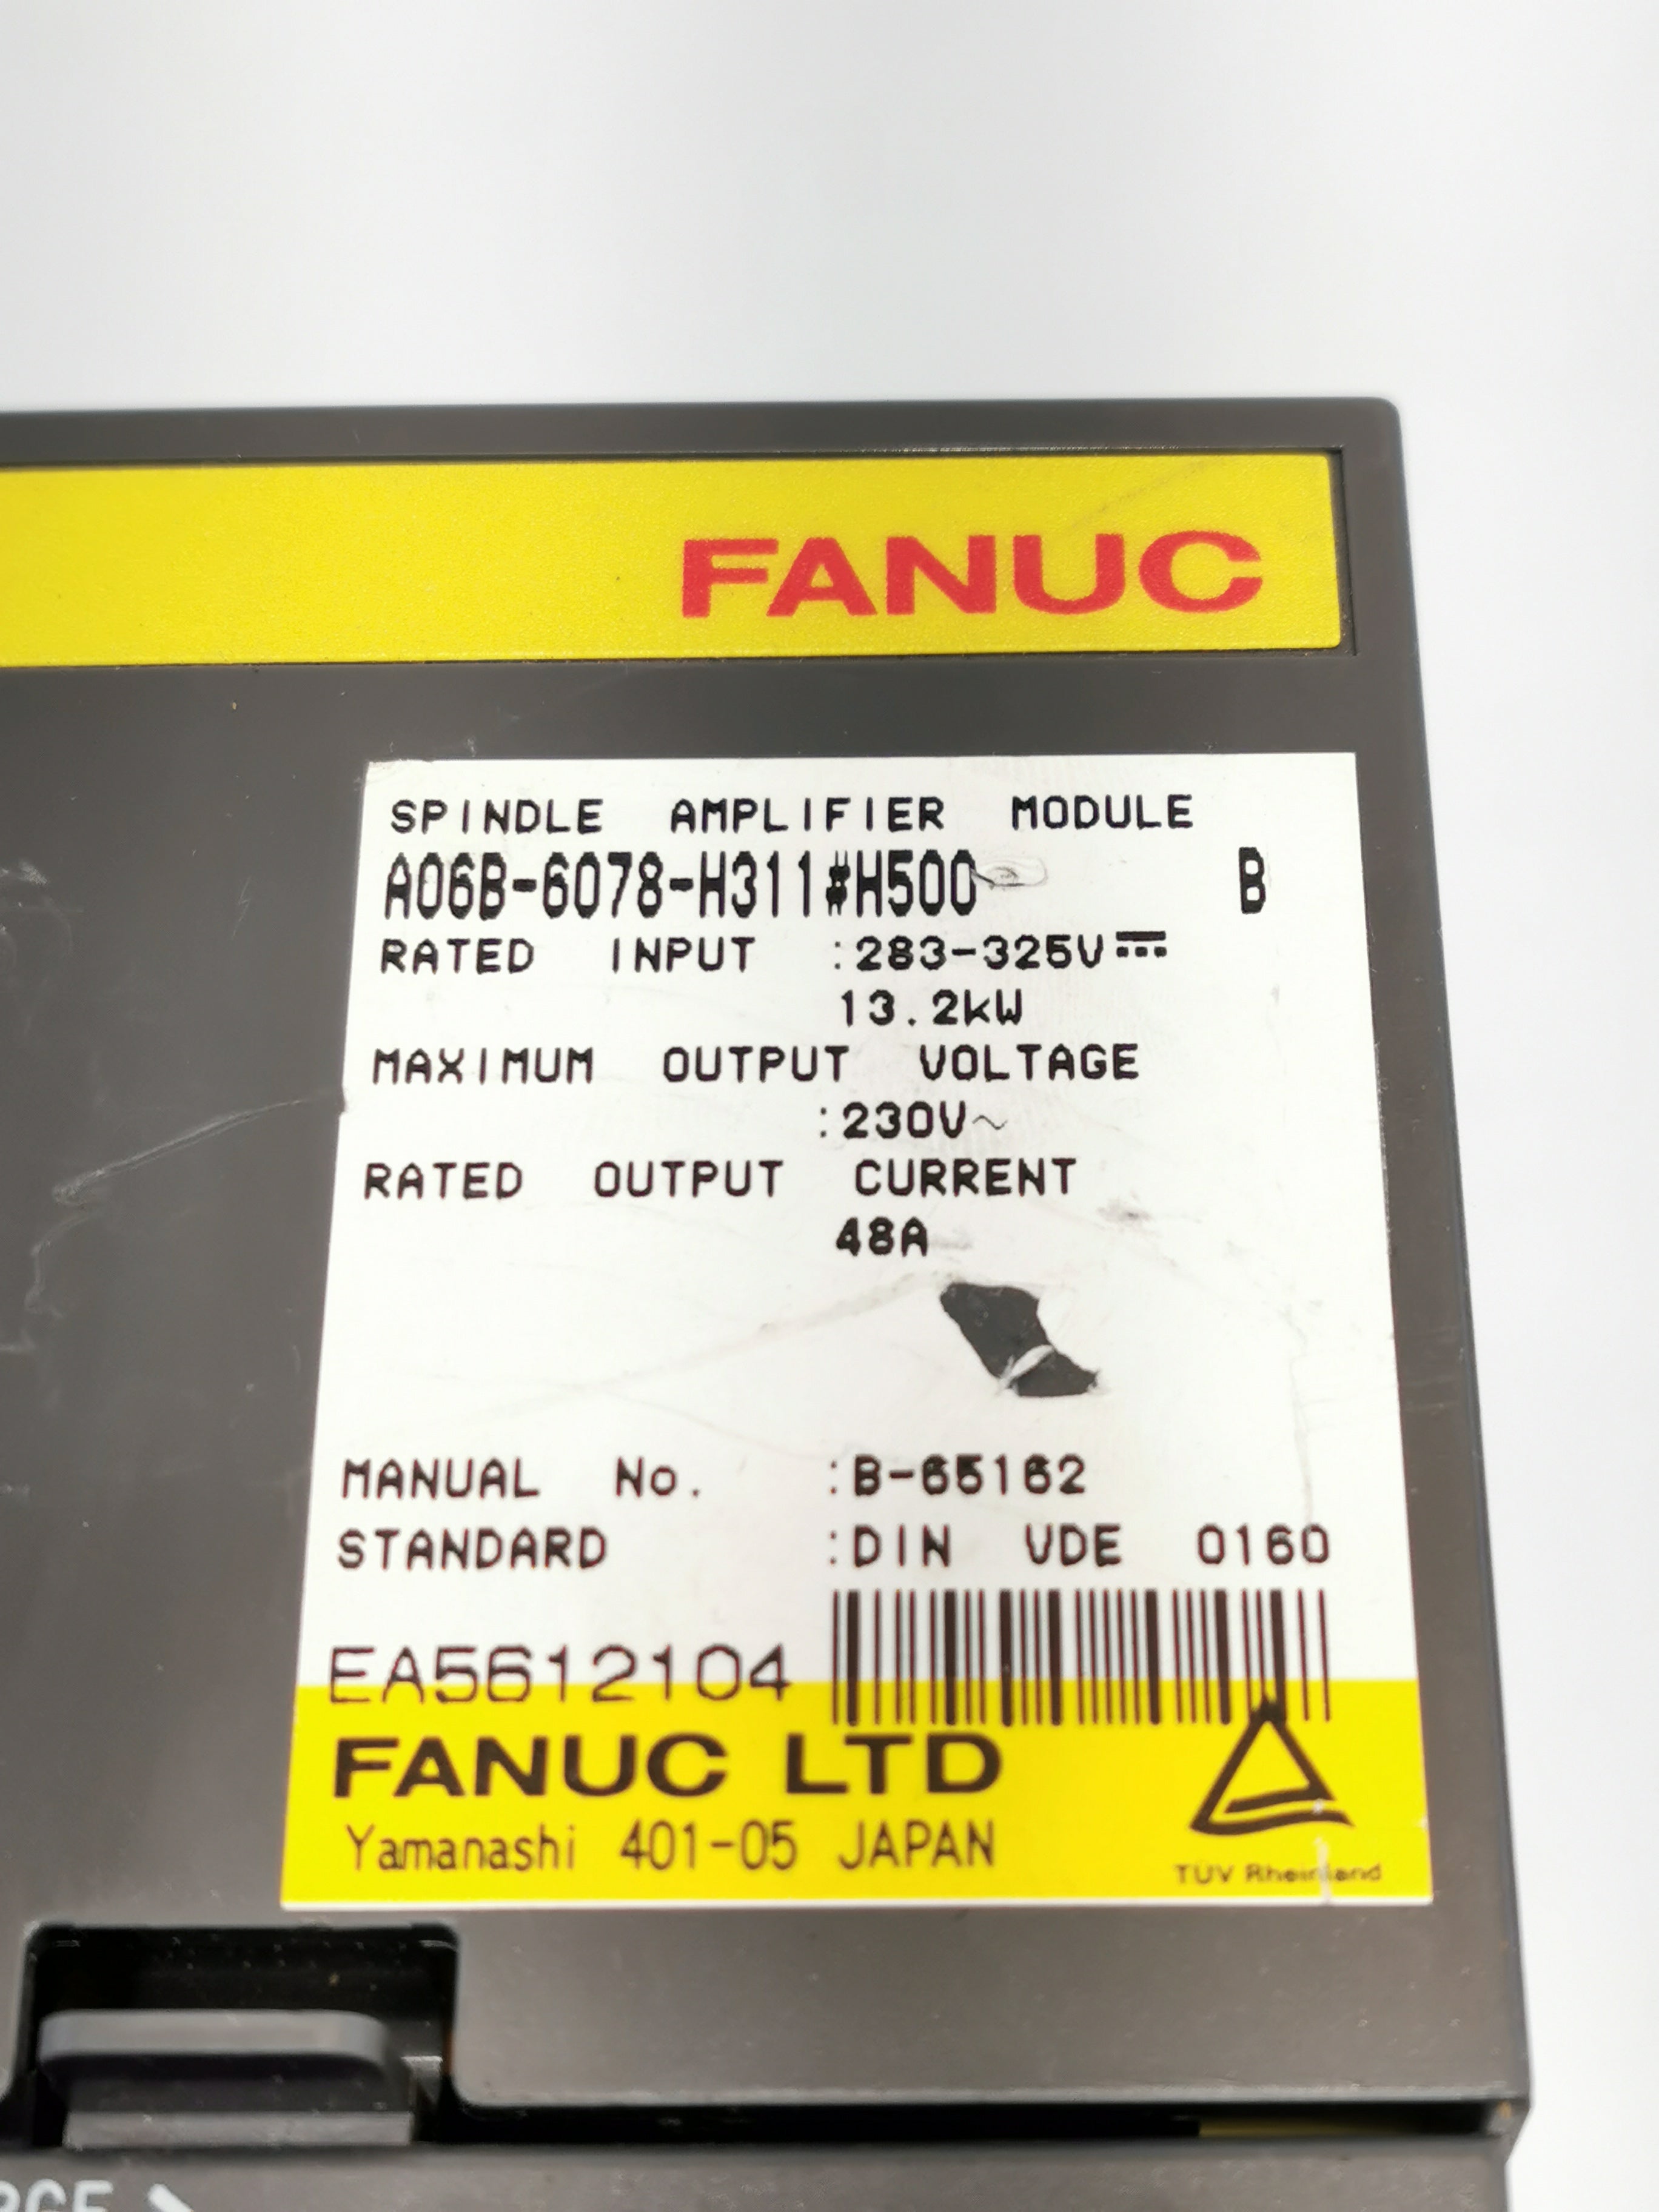 FANUC
SPINDLE AMPLIFIER MODULE
A06B-6078-H311#H500 B
RATED INPUT :283-325V⎓
13.2kW
MAXIMUM OUTPUT VOLTAGE
:230V~
RATED OUTPUT CURRENT
48A
MANUAL No. :B-65162
STANDARD :DIN VDE 0160
EA5612104
FANUC LTD
Yamanashi 401-05 JAPAN
TÜV Rheinland